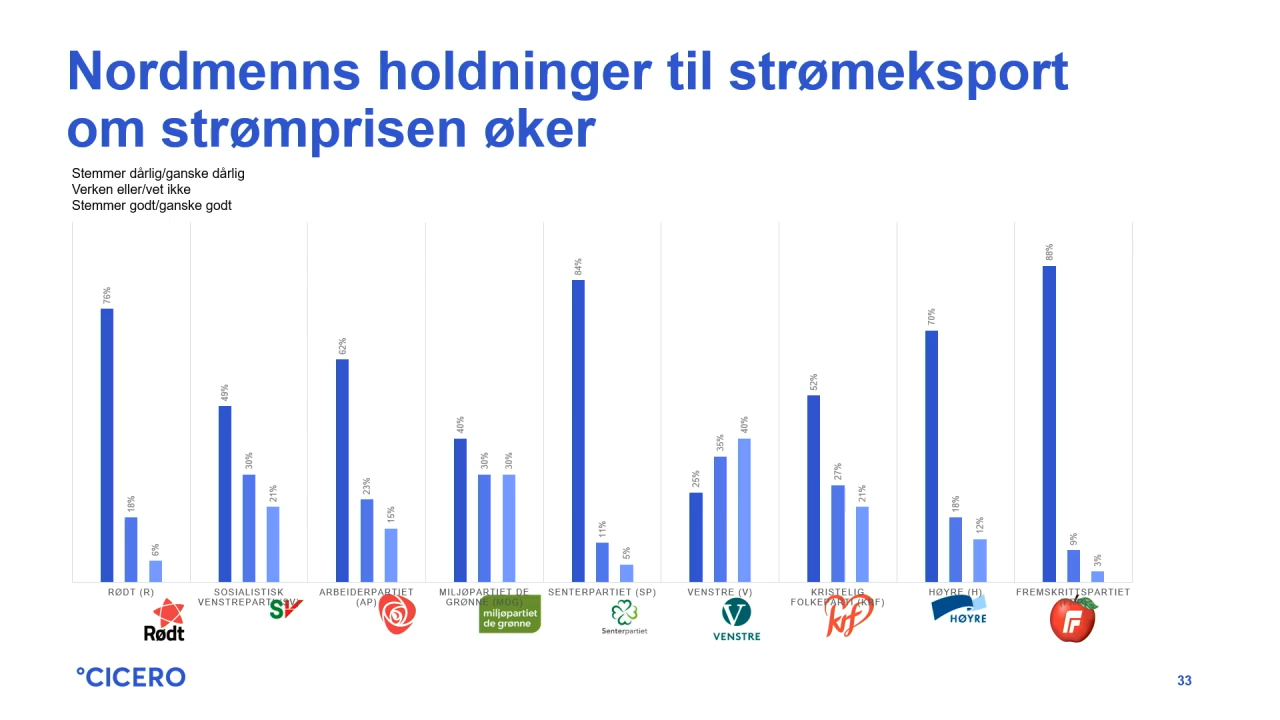 Nordmenns holdninger til strømeksport
om strømprisen øker
Stemmer dårlig/ganske dårlig
Verken eller/vet ikke
Stemmer godt/ganske godt
76%
18%
6%
49%
30%
21%
62%
23%
15%
40%
30%
30%
84%
11%
5%
25%
35%
40%
52%
27%
21%
70%
18%
12%
88%
9%
3%
RØDT (R)
SOSIALISTISK
VENSTREPARTI (SV)
ARBEIDERPARTIET
(AP)
MILJØPARTIET DE
GRØNNE (MDG)
SENTERPARTIET (SP)
VENSTRE (V)
KRISTELIG
FOLKEPARTI (KRF)
HØYRE (H)
FREMSKRITTSPARTIET
Rødt
SV
miljøpartiet
de grønne
Senterpartiet
V
VENSTRE
krf
HØYRE
°CICERO
33